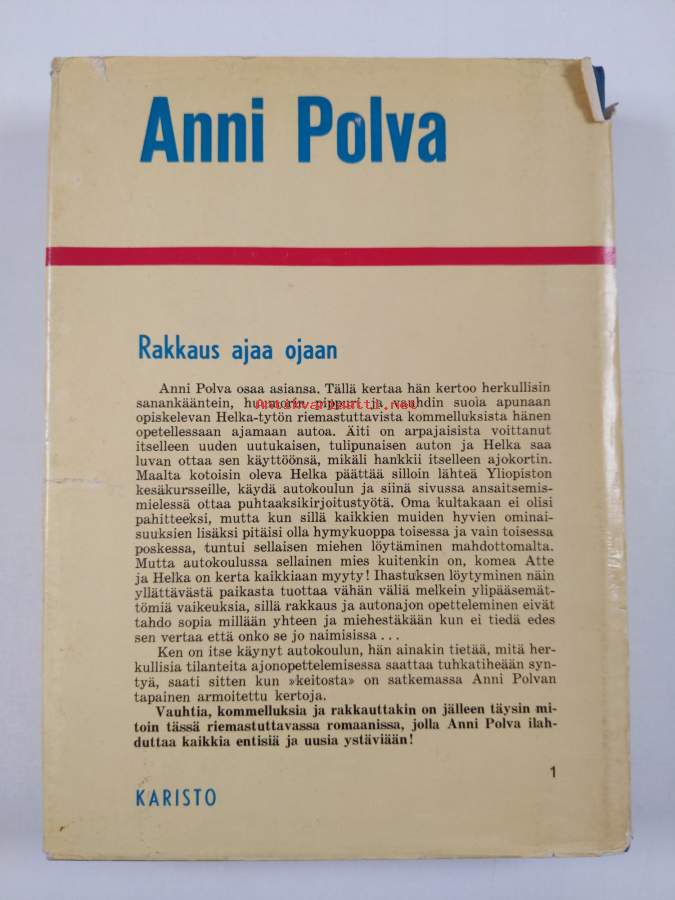 Anni Polva
Rakkaus ajaa ojaan
Anni Polva osaa asiansa. Tällä kertaa hän kertoo herkullisin
sanankääntein, huumorin pippuri ja vauhdin suola apunaan
Antikvariaatti.net
opiskelevan Helka-tytön riemastuttavista kommelluksista hänen
opetellessaan ajamaan autoa. Äiti on arpajaisista voittanut
itselleen uuden uutukaisen, tulipunaisen auton ja Helka saa
luvan ottaa sen käyttöönsä, mikäli hankkii itselleen ajokortin.
Maalta kotoisin oleva Helka päättää silloin lähteä Yliopiston
kesäkursseille, käydä autokoulun ja siinä sivussa ansaitsemis-
mielessä ottaa puhtaaksikirjoitustyötä. Oma kultakaan ei olisi
pahitteeksi, mutta kun sillä kaikkien muiden hyvien ominai-
suuksien lisäksi pitäisi olla hymykuoppa toisessa ja vain toisessa
poskessa, tuntui sellaisen miehen löytäminen mahdottomalta.
Mutta autokoulussa sellainen mies kuitenkin on, komea Atte
ja Helka on kerta kaikkiaan myyty! Ihastuksen löytyminen näin
yllättävästä paikasta tuottaa vähän väliä melkein ylipääsemät-
tömiä vaikeuksia, sillä rakkaus ja autonajon opetteleminen eivät
tahdo sopia millään yhteen ja miehestäkään kun ei tiedä edes
sen vertaa että onko se jo naimisissa ...
Ken on itse käynyt autokoulun, hän ainakin tietää, mitä her-
kullisia tilanteita ajonopettelemisessa saattaa tuhkatiheään syn-
tyä, saati sitten kun »keitosta» on satkemassa Anni Polvan
tapainen armoitettu kertoja.
Vauhtia, kommelluksia ja rakkauttakin on jälleen täysin mi-
toin tässä riemastuttavassa romaanissa, jolla Anni Polva ilah-
duttaa kaikkia entisiä ja uusia ystäviään!
1
KARISTO